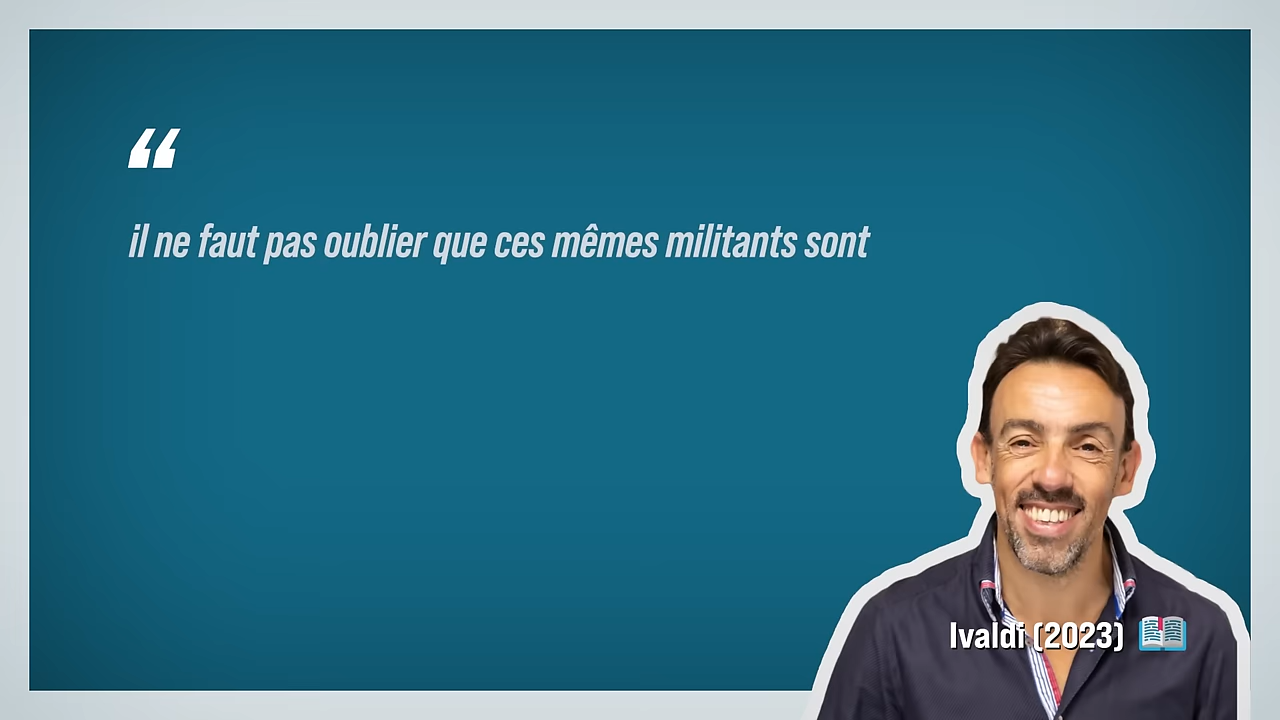 “
il ne faut pas oublier que ces mêmes militants sont
Ivaldi (2023)